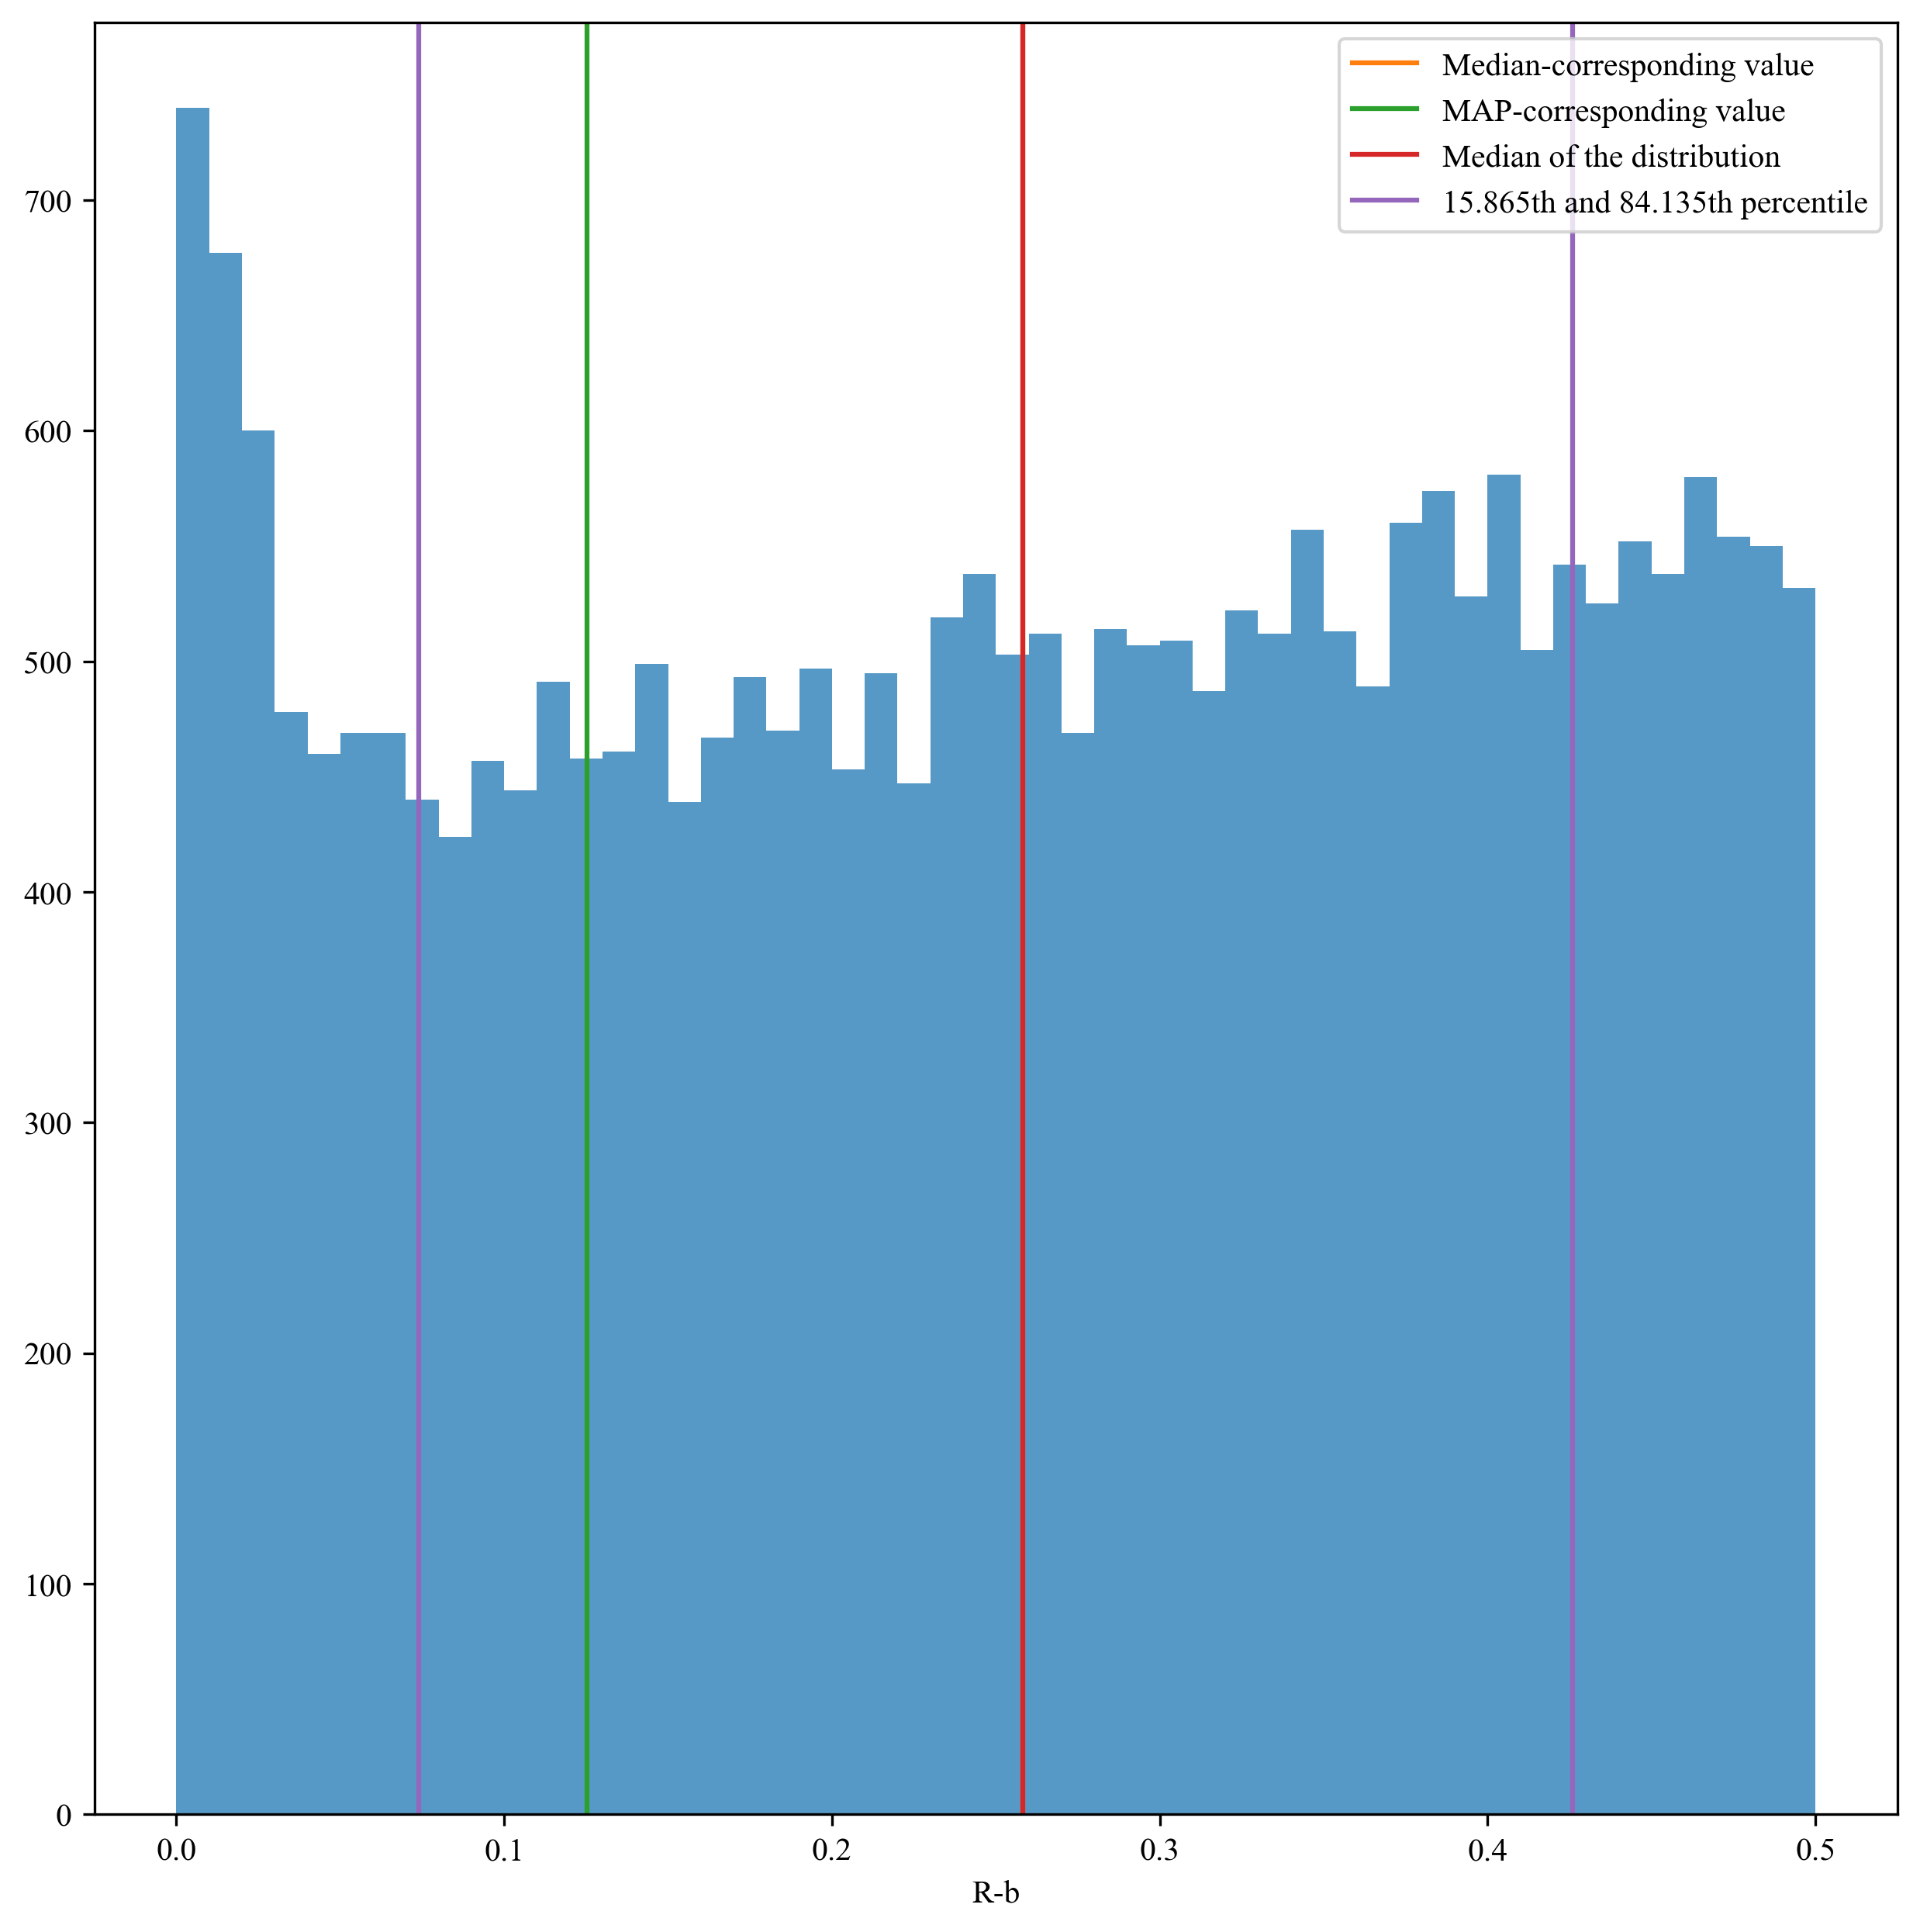 Median-corresponding value
MAP-corresponding value
Median of the distribution
15.865th and 84.135th percentile
700
600
500
400
300
200
100
0
0.0 0.1 0.2 0.3 0.4 0.5
R-b